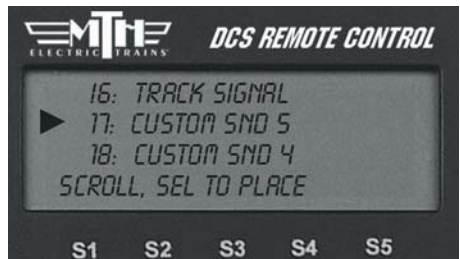 MTH
ELECTRIC TRAINS
DCS REMOTE CONTROL
16: TRACK SIGNAL
17: CUSTOM SND 5
18: CUSTOM SND 4
SCROLL, SEL TO PLACE
S1 S2 S3 S4 S5